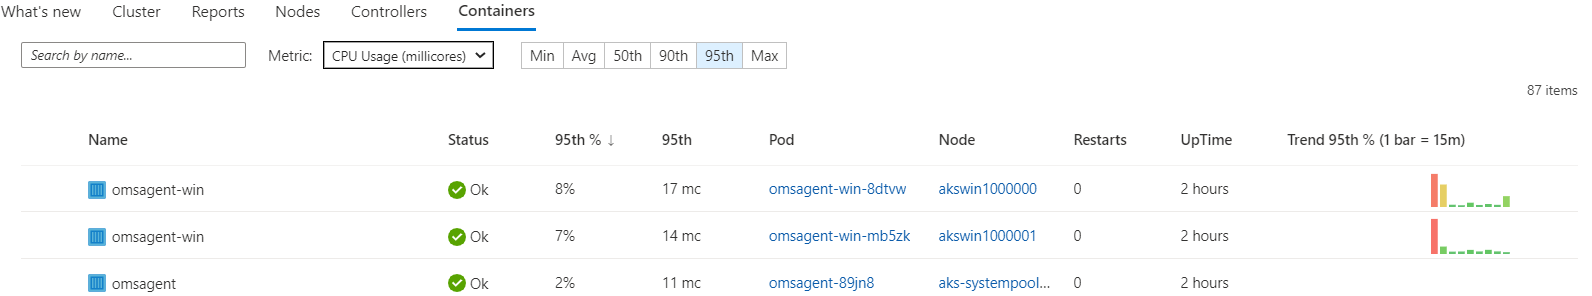 What's new Cluster Reports Nodes Controllers Containers
Search by name... Metric: CPU Usage (millicores) Min Avg 50th 90th 95th Max
87 items
Name Status 95th % ↓ 95th Pod Node Restarts UpTime Trend 95th % (1 bar = 15m)
omsagent-win Ok 8% 17 mc omsagent-win-8dtvw akswin1000000 0 2 hours
omsagent-win Ok 7% 14 mc omsagent-win-mb5zk akswin1000001 0 2 hours
omsagent Ok 2% 11 mc omsagent-89jn8 aks-systempool... 0 2 hours